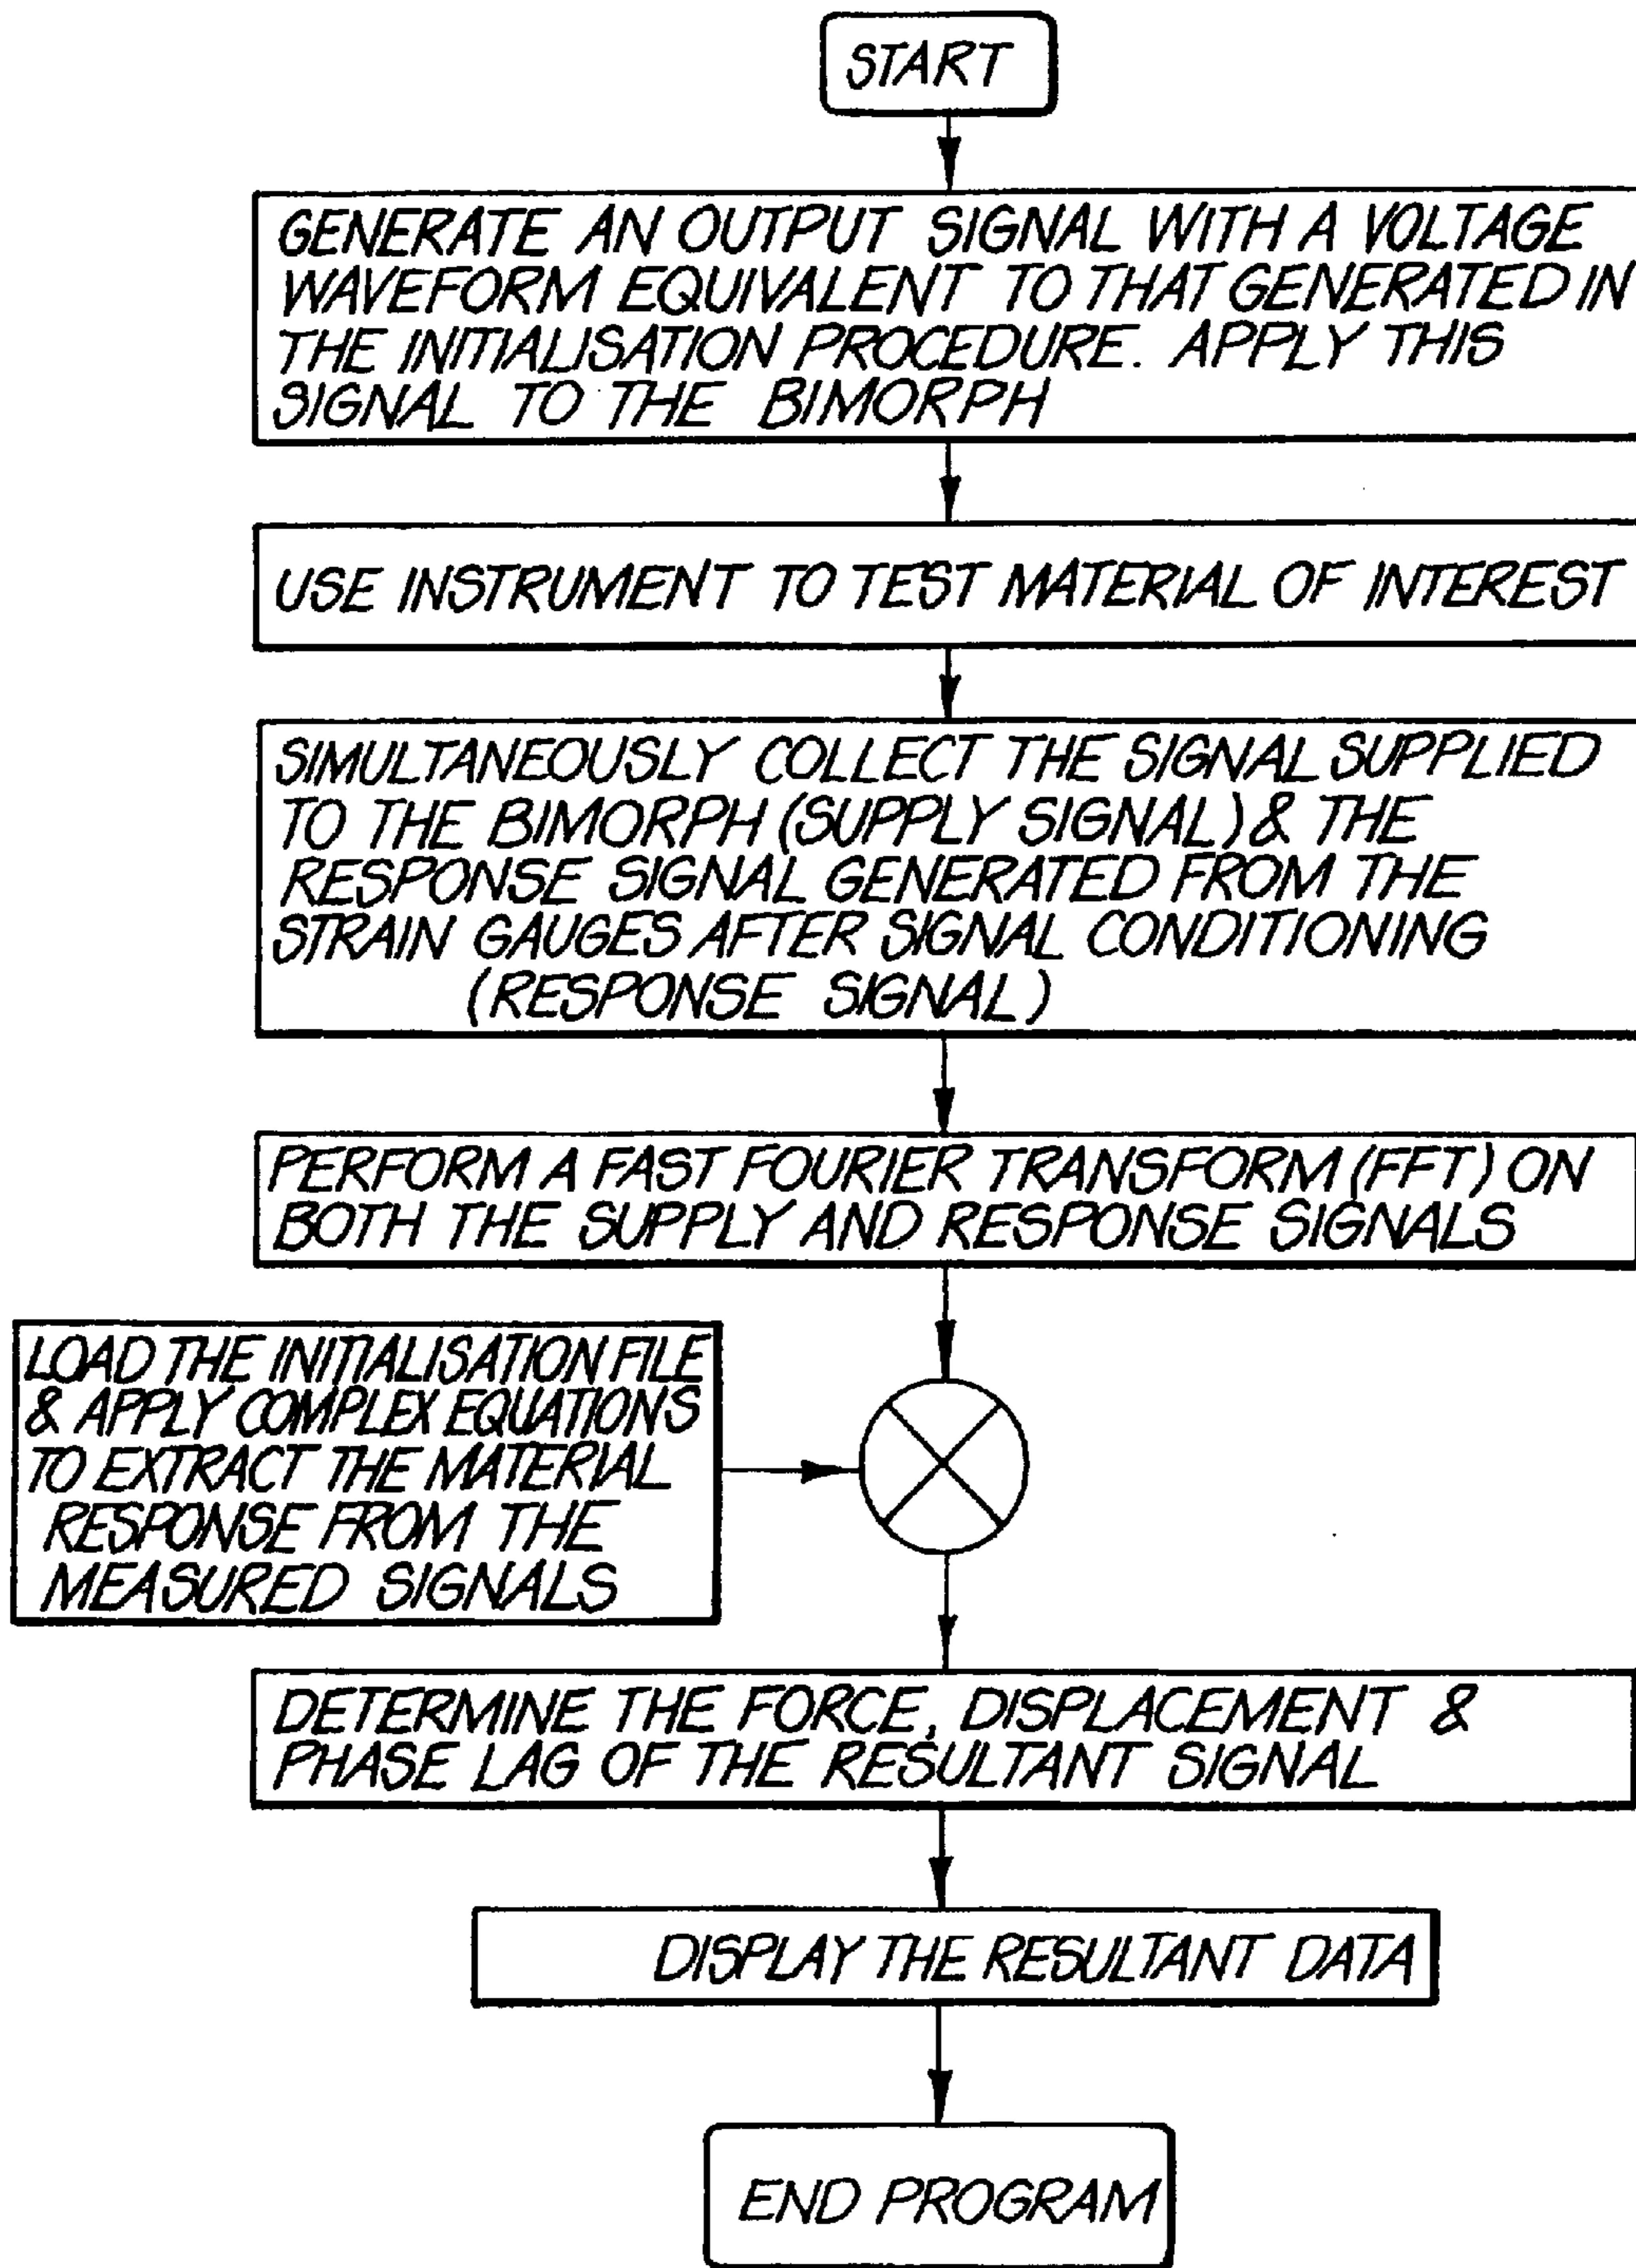 START
GENERATE AN OUTPUT SIGNAL WITH A VOLTAGE
WAVEFORM EQUIVALENT TO THAT GENERATED IN
THE INITIALISATION PROCEDURE. APPLY THIS
SIGNAL TO THE BIMORPH
USE INSTRUMENT TO TEST MATERIAL OF INTEREST
SIMULTANEOUSLY COLLECT THE SIGNAL SUPPLIED
TO THE BIMORPH (SUPPLY SIGNAL) & THE
RESPONSE SIGNAL GENERATED FROM THE
STRAIN GAUGES AFTER SIGNAL CONDITIONING
(RESPONSE SIGNAL)
PERFORM A FAST FOURIER TRANSFORM (FFT) ON
BOTH THE SUPPLY AND RESPONSE SIGNALS
LOAD THE INITIALISATION FILE
& APPLY COMPLEX EQUATIONS
TO EXTRACT THE MATERIAL
RESPONSE FROM THE
MEASURED SIGNALS
DETERMINE THE FORCE, DISPLACEMENT &
PHASE LAG OF THE RESULTANT SIGNAL
DISPLAY THE RESULTANT DATA
END PROGRAM